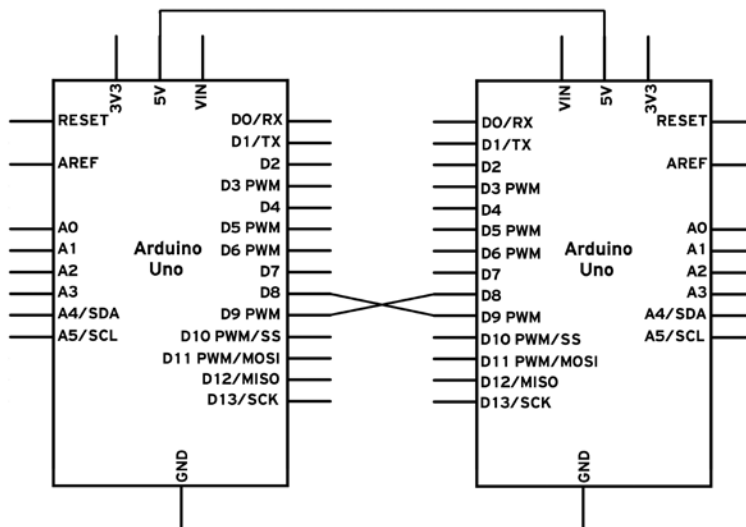 3V3
5V
VIN
RESET
AREF
A0
A1
A2
A3
A4/SDA
A5/SCL
Arduino
Uno
D0/RX
D1/TX
D2
D3 PWM
D4
D5 PWM
D6 PWM
D7
D8
D9 PWM
D10 PWM/SS
D11 PWM/MOSI
D12/MISO
D13/SCK
GND
VIN
5V
3V3
D0/RX
D1/TX
D2
D3 PWM
D4
D5 PWM
D6 PWM
D7
D8
D9 PWM
D10 PWM/SS
D11 PWM/MOSI
D12/MISO
D13/SCK
Arduino
Uno
RESET
AREF
A0
A1
A2
A3
A4/SDA
A5/SCL
GND